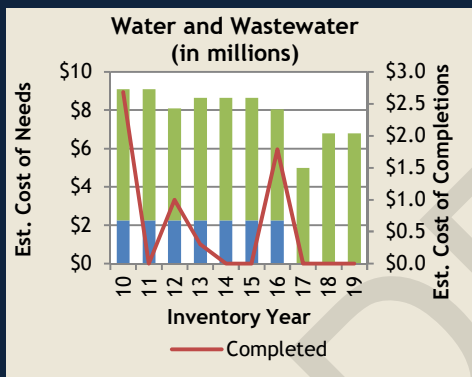 Water and Wastewater
(in millions)
Est. Cost of Needs
$10
$8
$6
$4
$2
$0
$3.0
$2.5
$2.0
$1.5
$1.0
$0.5
$0.0
Est. Cost of Completions
10 11 12 13 14 15 16 17 18 19
Inventory Year
Completed